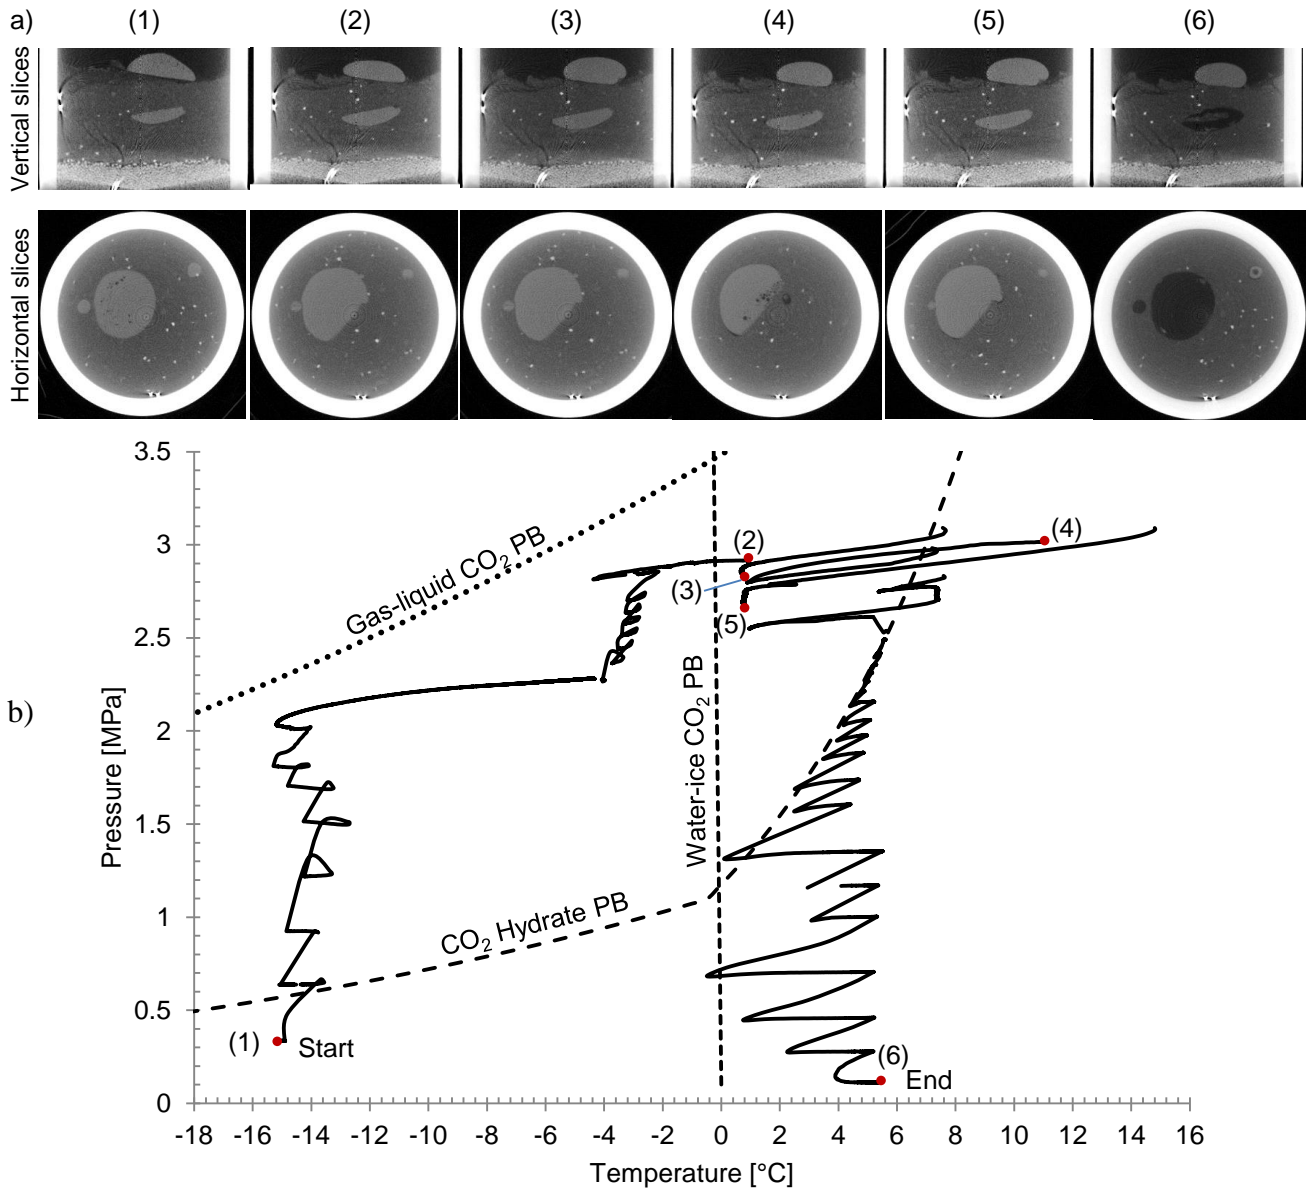 a) (1) (2) (3) (4) (5) (6)
Vertical slices
Horizontal slices
b)
Pressure [MPa]
3.5
3
2.5
2
1.5
1
0.5
0
Gas-liquid CO₂ PB
Water-ice CO₂ PB
CO₂ Hydrate PB
(2)
(4)
(3)
(5)
(1) Start
(6)
End
-18 -16 -14 -12 -10 -8 -6 -4 -2 0 2 4 6 8 10 12 14 16
Temperature [°C]